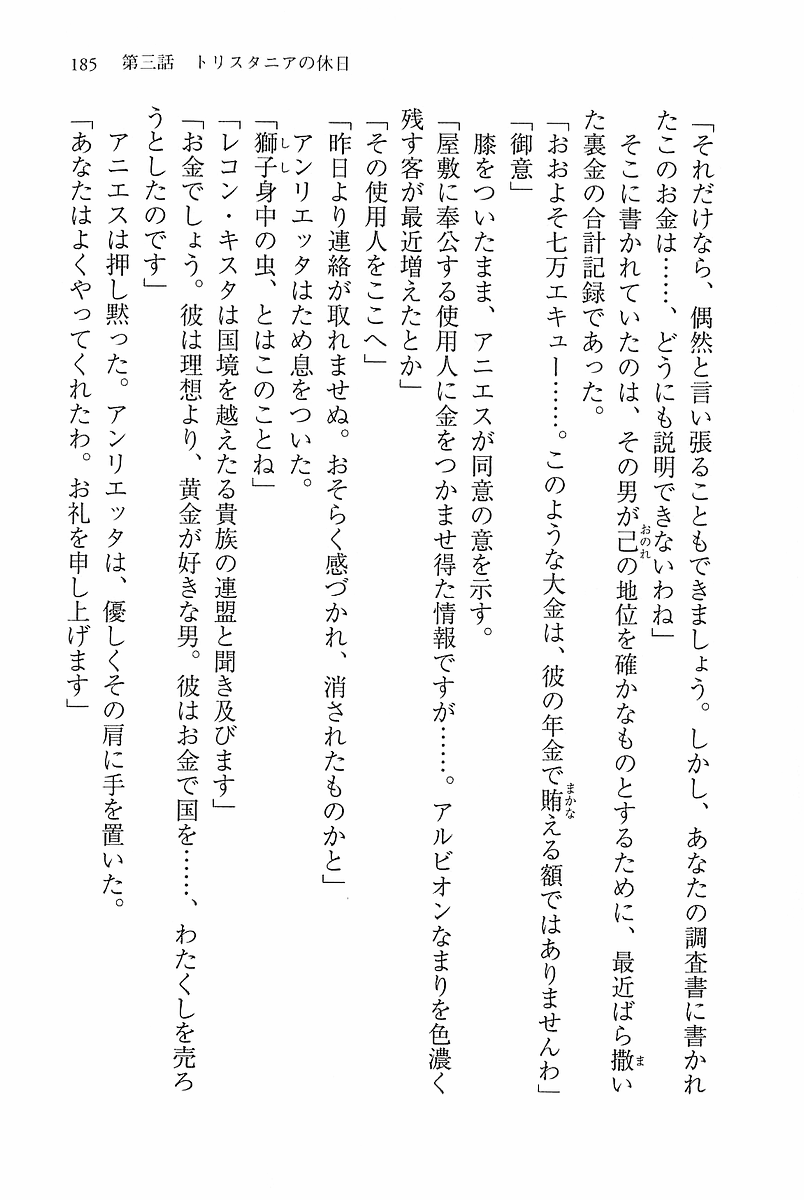 185　第三話　トリスタニアの休日
「それだけなら、偶然と言い張ることもできましょう。しかし、あなたの調査書に書かれ
たこのお金は……、どうにも説明できないわね」
　そこに書かれていたのは、その男が己の地位を確かなものとするために、最近ばら撒い
おのれ
ま
た裏金の合計記録であった。
「おおよそ七万エキュー……。このような大金は、彼の年金で賄える額ではありませんわ」
まかな
「御意」
　膝をついたまま、アニエスが同意の意を示す。
「屋敷に奉公する使用人に金をつかませ得た情報ですが……。アルビオンなまりを色濃く
残す客が最近増えたとか」
「その使用人をここへ」
「昨日より連絡が取れませぬ。おそらく感づかれ、消されたものかと」
　アンリエッタはため息をついた。
「獅子身中の虫、とはこのことね」
しし
「レコン・キスタは国境を越えたる貴族の連盟と聞き及びます」
「お金でしょう。彼は理想より、黄金が好きな男。彼はお金で国を……、わたくしを売ろ
うとしたのです」
　アニエスは押し黙った。アンリエッタは、優しくその肩に手を置いた。
「あなたはよくやってくれたわ。お礼を申し上げます」